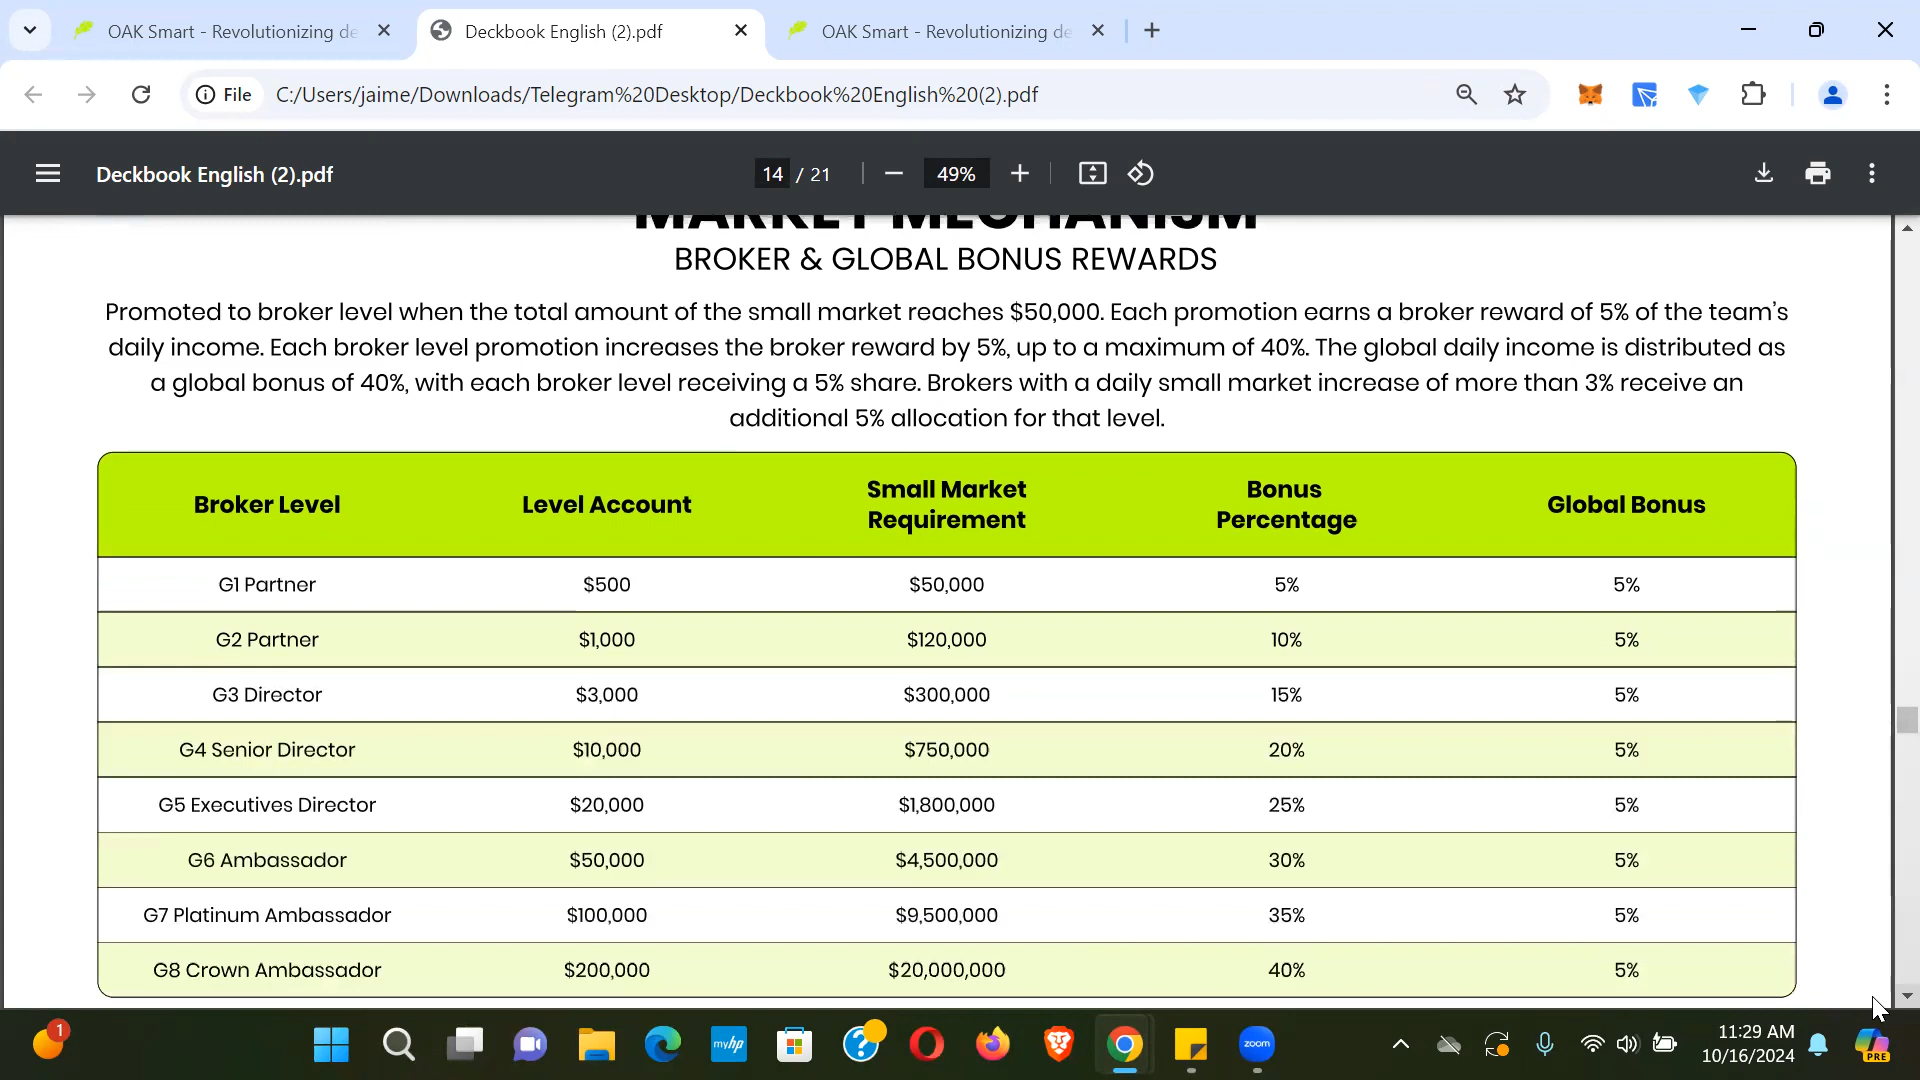 OAK Smart - Revolutionizing de
Deckbook English (2).pdf
OAK Smart - Revolutionizing de
File
C:/Users/jaime/Downloads/Telegram%20Desktop/Deckbook%20English%20(2).pdf
Deckbook English (2).pdf
14 / 21
49%
MARKET MECHANISM
BROKER & GLOBAL BONUS REWARDS
Promoted to broker level when the total amount of the small market reaches $50,000. Each promotion earns a broker reward of 5% of the team's
daily income. Each broker level promotion increases the broker reward by 5%, up to a maximum of 40%. The global daily income is distributed as
a global bonus of 40%, with each broker level receiving a 5% share. Brokers with a daily small market increase of more than 3% receive an
additional 5% allocation for that level.
Broker Level Level Account Small Market Requirement Bonus Percentage Global Bonus
G1 Partner $500 $50,000 5% 5%
G2 Partner $1,000 $120,000 10% 5%
G3 Director $3,000 $300,000 15% 5%
G4 Senior Director $10,000 $750,000 20% 5%
G5 Executives Director $20,000 $1,800,000 25% 5%
G6 Ambassador $50,000 $4,500,000 30% 5%
G7 Platinum Ambassador $100,000 $9,500,000 35% 5%
G8 Crown Ambassador $200,000 $20,000,000 40% 5%
1
myhp
zoom
11:29 AM
10/16/2024
PRE